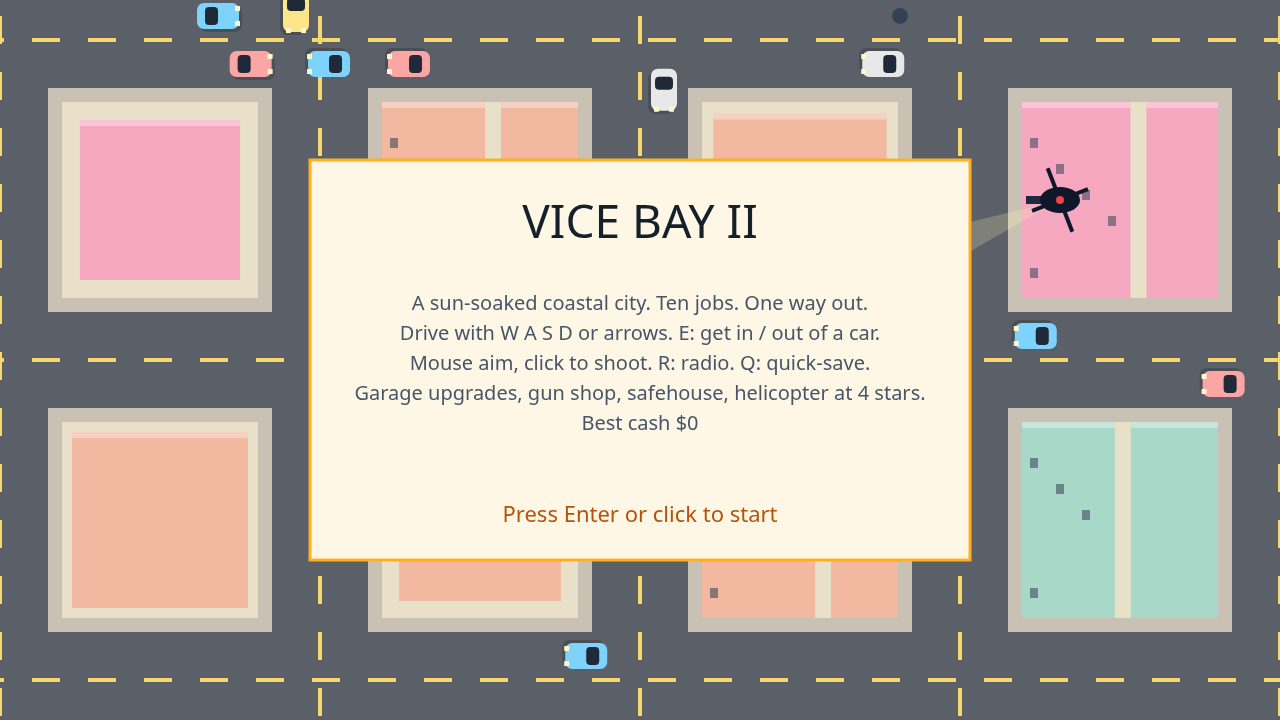 VICE BAY II
A sun-soaked coastal city. Ten jobs. One way out.
Drive with W A S D or arrows. E: get in / out of a car.
Mouse aim, click to shoot. R: radio. Q: quick-save.
Garage upgrades, gun shop, safehouse, helicopter at 4 stars.
Best cash $0
Press Enter or click to start